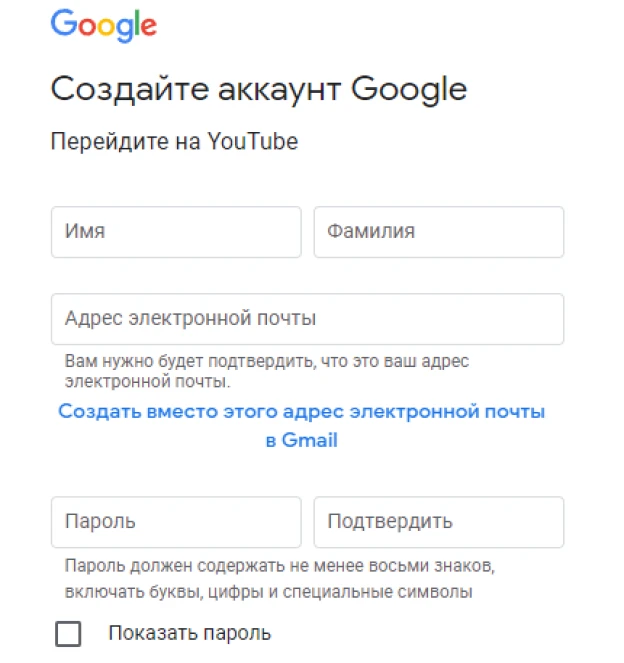 Google
Создайте аккаунт Google
Перейдите на YouTube
Имя Фамилия
Адрес электронной почты
Вам нужно будет подтвердить, что это ваш адрес
электронной почты.
Создать вместо этого адрес электронной почты
в Gmail
Пароль Подтвердить
Пароль должен содержать не менее восьми знаков,
включать буквы, цифры и специальные символы
Показать пароль